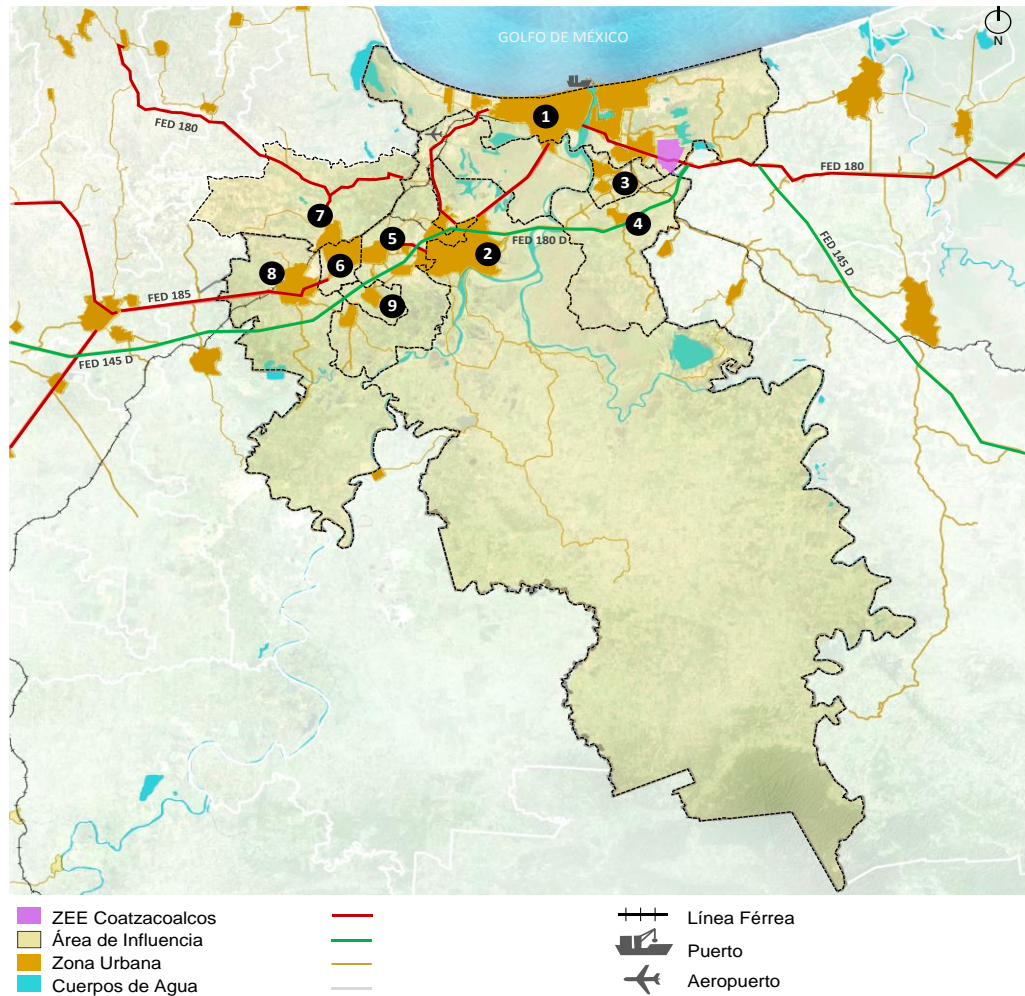 GOLFO DE MÉXICO
N
FED 180
1
3
FED 180
7
4
5
FED 180 D
2
6
8
FED 145 D
FED 185
9
FED 145 D
ZEE Coatzacoalcos
Área de Influencia
Zona Urbana
Cuerpos de Agua
Línea Férrea
Puerto
Aeropuerto